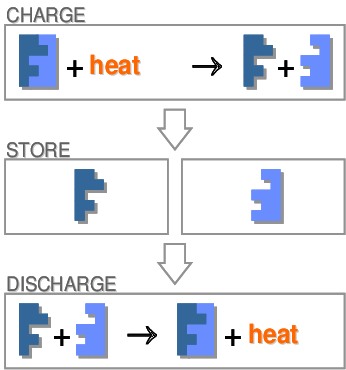 CHARGE
+ heat → +
STORE
DISCHARGE
+ → + heat